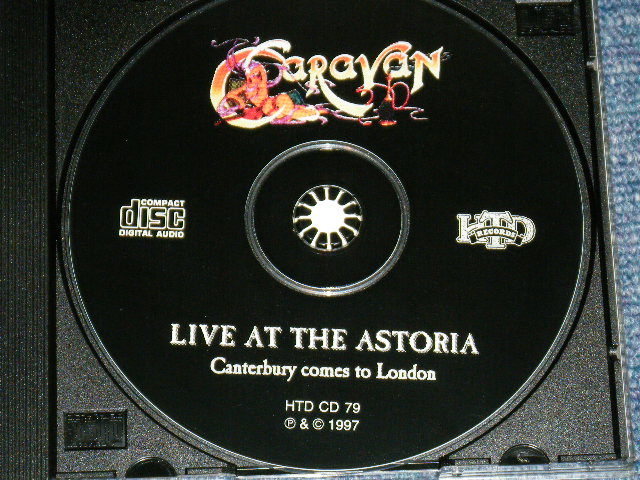 Caravan
COMPACT
disc
DIGITAL AUDIO
HTD
RECORDS
LIVE AT THE ASTORIA
Canterbury comes to London
HTD CD 79
℗ & © 1997